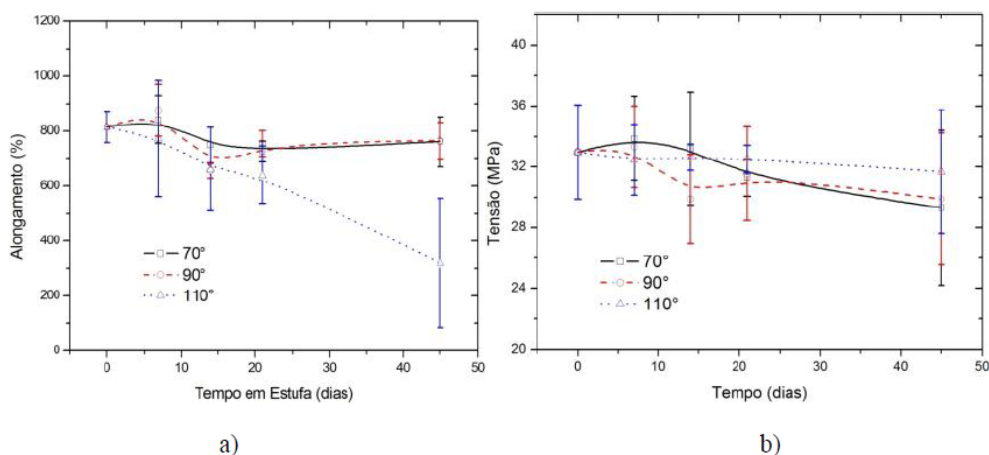 1200
1000
800
600
400
200
0
Alongamento (%)
70°
90°
110°
0 10 20 30 40 50
Tempo em Estufa (dias)
a)
40
36
32
28
24
20
Tensão (MPa)
70°
90°
110°
0 10 20 30 40 50
Tempo (dias)
b)